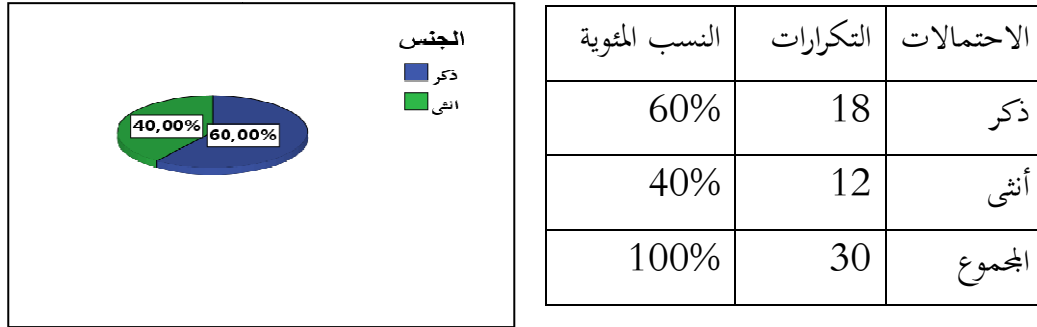 الاحتمالات التكرارات النسب المئوية
ذكر 18 60%
أنثى 12 40%
المجموع 30 100%
الجنس
ذكر
انثى
40,00% 60,00%